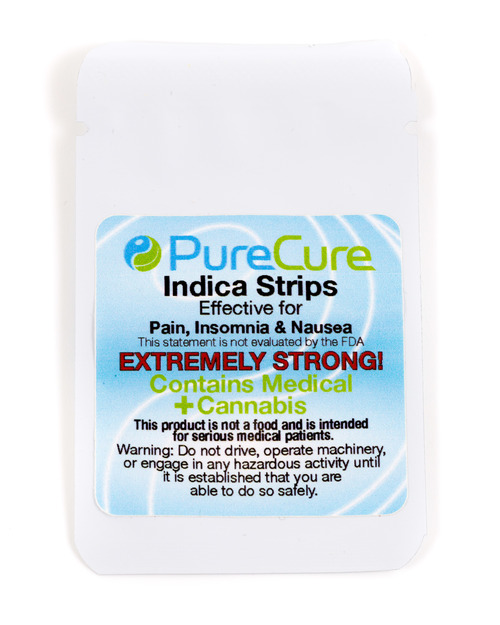 PureCure
Indica Strips
Effective for
Pain, Insomnia & Nausea
This statement is not evaluated by the FDA
EXTREMELY STRONG!
Contains Medical
+Cannabis
This product is not a food and is intended
for serious medical patients.
Warning: Do not drive, operate machinery,
or engage in any hazardous activity until
it is established that you are
able to do so safely.